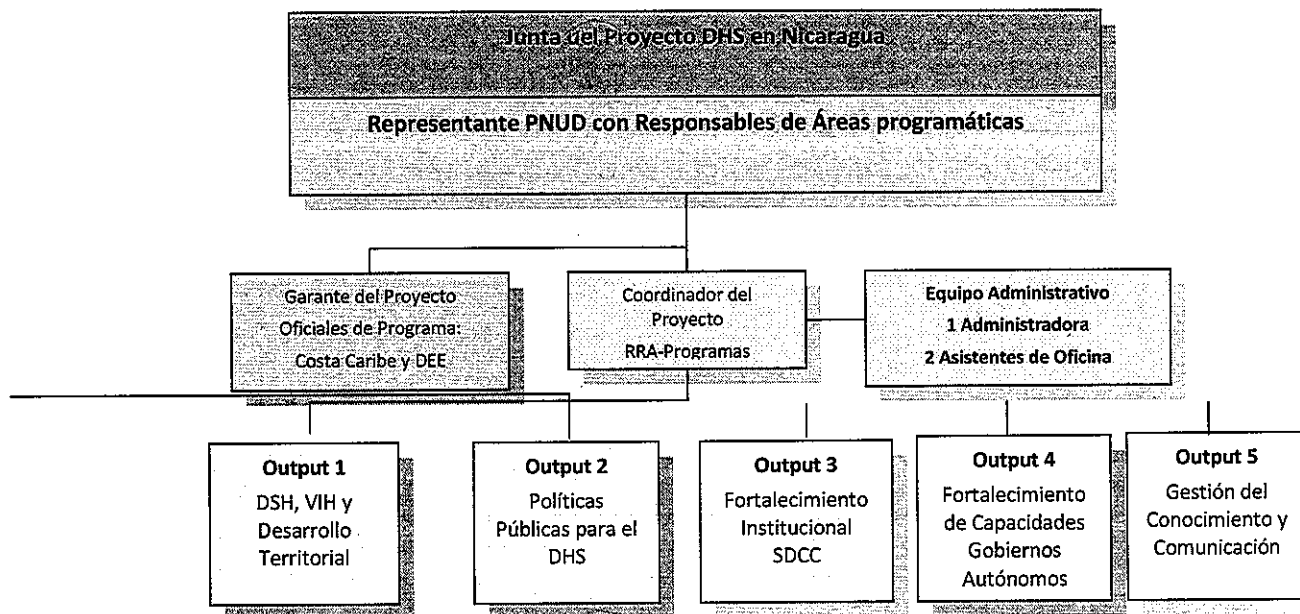 Junta del Proyecto DHS en Nicaragua
Representante PNUD con Responsables de Áreas programáticas
Garante del Proyecto
Oficiales de Programa:
Costa Caribe y DEE
Coordinador del
Proyecto
RRA-Programas
Equipo Administrativo
1 Administradora
2 Asistentes de Oficina
Output 1
DSH, VIH y
Desarrollo
Territorial
Output 2
Políticas
Públicas para el
DHS
Output 3
Fortalecimiento
Institucional
SDCC
Output 4
Fortalecimiento
de Capacidades
Gobiernos
Autónomos
Output 5
Gestión del
Conocimiento y
Comunicación